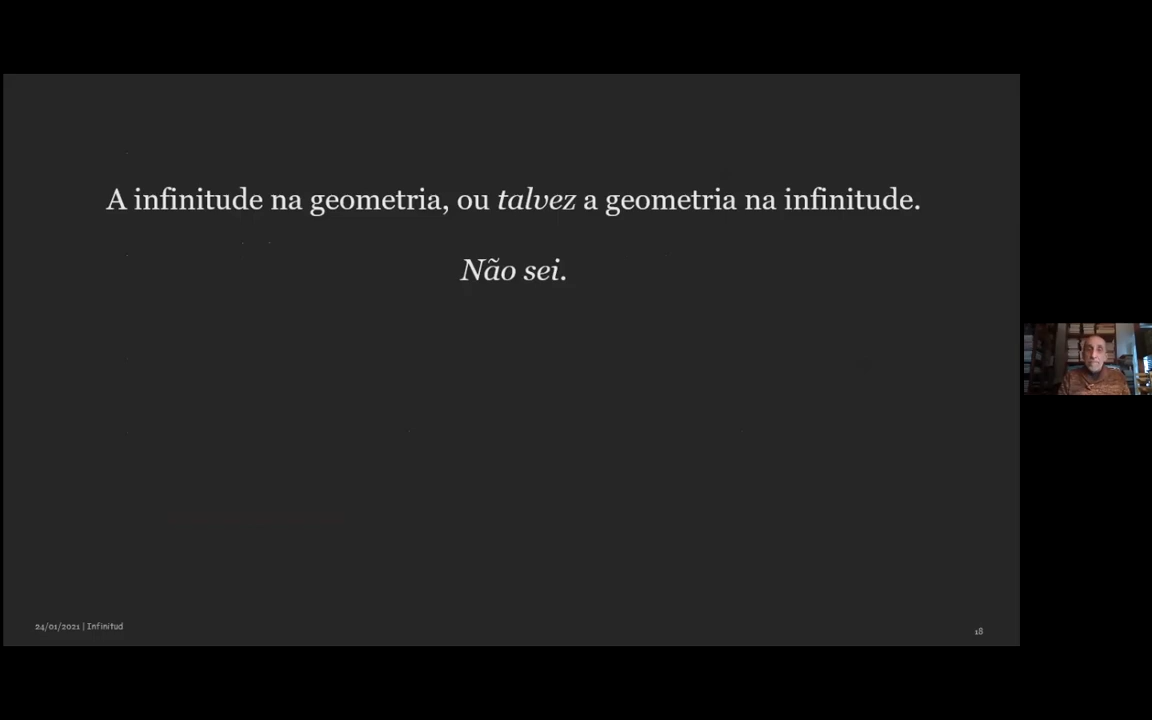 A infinitude na geometria, ou talvez a geometria na infinitude.
Não sei.
24/01/2021 | Infinitud
18